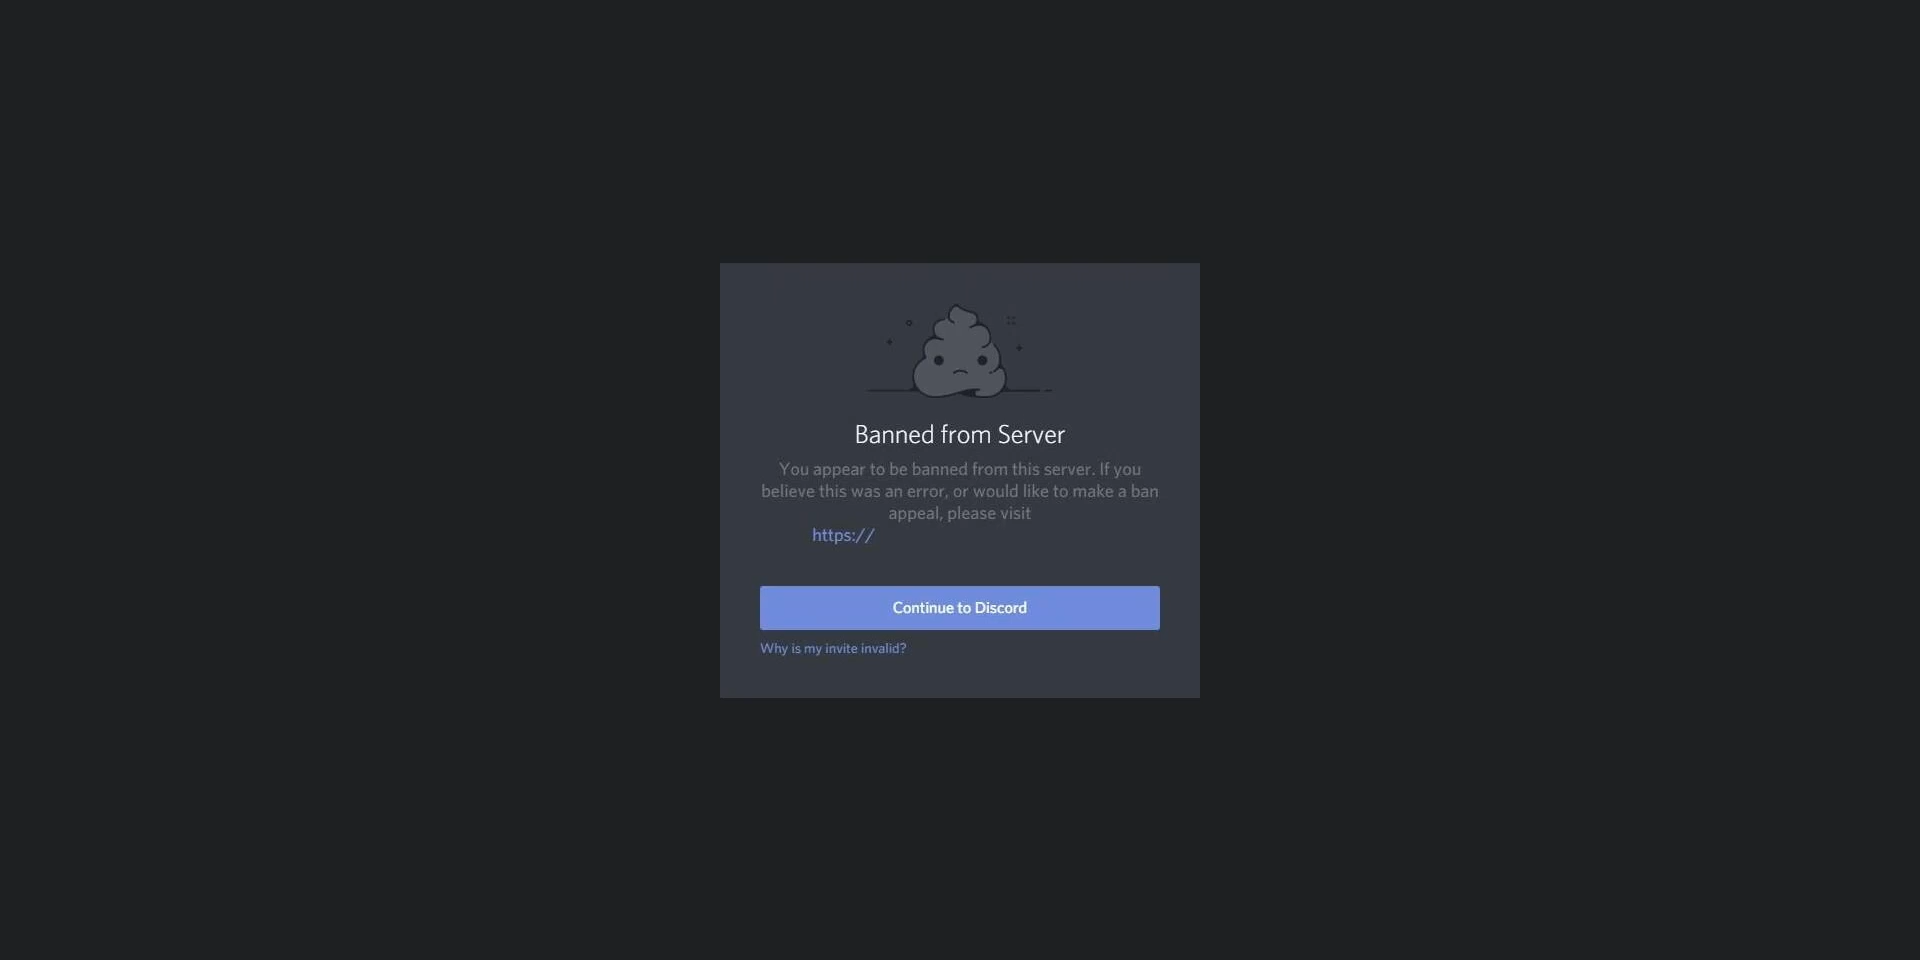 Banned from Server
You appear to be banned from this server. If you
believe this was an error, or would like to make a ban
appeal, please visit
https://
Continue to Discord
Why is my invite invalid?